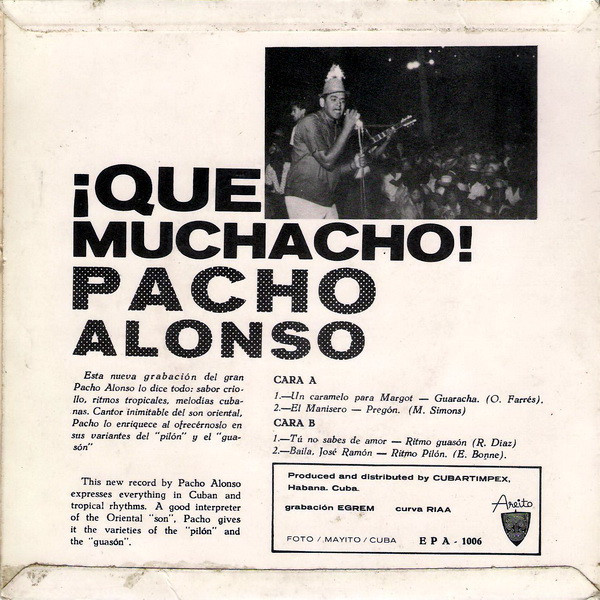 ¡QUE
MUCHACHO!
PACHO
ALONSO
Esta nueva grabación del gran
Pacho Alonso lo dice todo: sabor crio-
llo, ritmos tropicales, melodías cuba-
nas. Cantor inimitable del son oriental,
Pacho lo enriquece al ofrecérnoslo en
sus variantes del "pilón" y el "gua-
són"
This new record by Pacho Alonso
expresses everything in Cuban and
tropical rhythms. A good interpreter
of the Oriental "son", Pacho gives
it the varieties of the "pilón" and
the "guasón".
CARA A
1.—Un caramelo para Margot — Guaracha. (O. Farrés).
2.—El Manisero — Pregón. (M. Simons)
CARA B
1.—Tú no sabes de amor — Ritmo guasón (R. Díaz)
2.—Baila, José Ramón — Ritmo Pilón. (E. Bonne).
Produced and distributed by CUBARTIMPEX,
Habana. Cuba.
grabación EGREM curva RIAA
Areito
FOTO / MAYITO / CUBA EPA - 1006